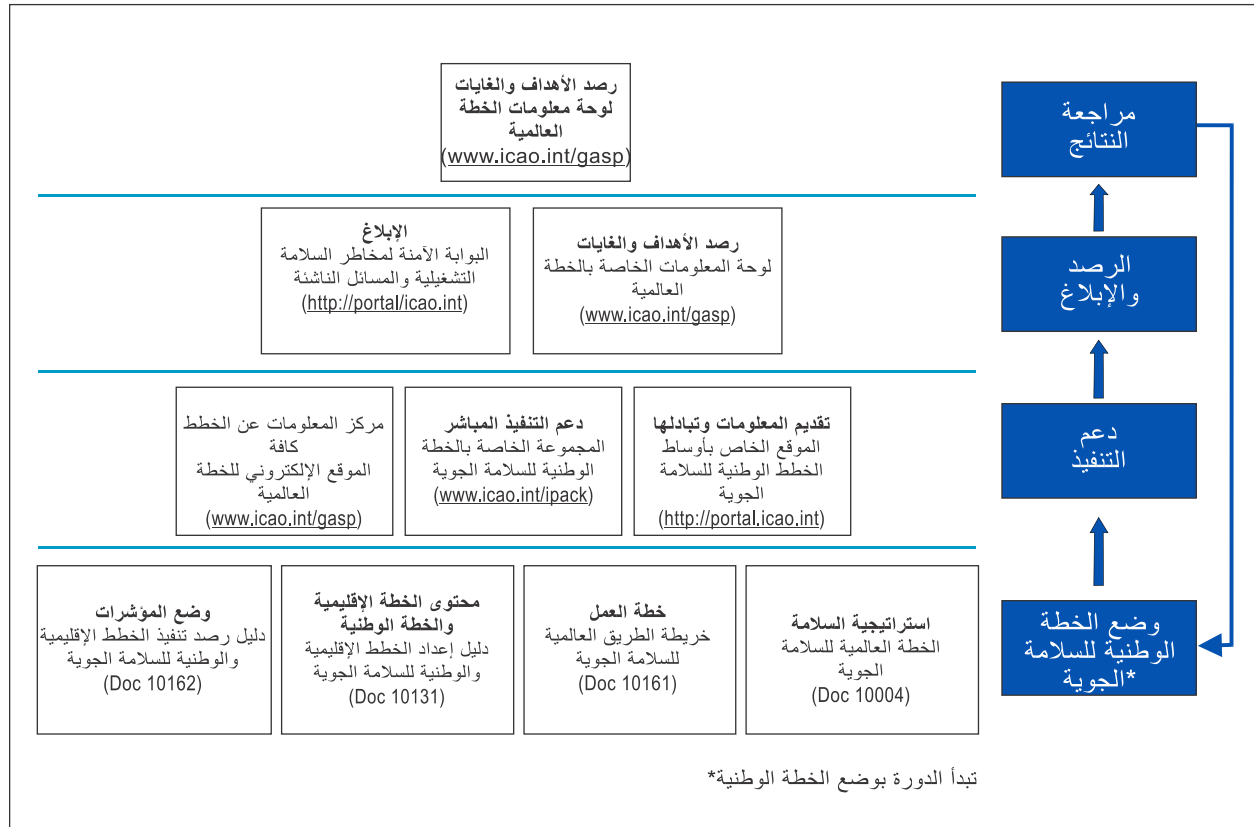 رصد الأهداف والغايات
لوحة معلومات الخطة
العالمية
(www.icao.int/gasp)
مراجعة
النتائج
رصد الأهداف والغايات
لوحة المعلومات الخاصة بالخطة
العالمية
(www.icao.int/gasp)
الإبلاغ
البوابة الآمنة لمخاطر السلامة
التشغيلية والمسائل الناشئة
(http://portal/icao.int)
الرصد
والإبلاغ
تقديم المعلومات وتبادلها
الموقع الخاص بأوساط
الخطط الوطنية للسلامة
الجوية
(http://portal.icao.int)
دعم التنفيذ المباشر
المجموعة الخاصة بالخطة
الوطنية للسلامة الجوية
(www.icao.int/ipack)
مركز المعلومات عن الخطط
كافة
الموقع الإلكتروني للخطة
العالمية
(www.icao.int/gasp)
دعم
التنفيذ
وضع الخطة
الوطنية للسلامة
الجوية*
استراتيجية السلامة
الخطة العالمية للسلامة
الجوية
(Doc 10004)
خطة العمل
خريطة الطريق العالمية
للسلامة الجوية
(Doc 10161)
محتوى الخطة الإقليمية
والخطة الوطنية
دليل إعداد الخطط الإقليمية
والوطنية للسلامة الجوية
(Doc 10131)
وضع المؤشرات
دليل رصد تنفيذ الخطط الإقليمية
والوطنية للسلامة الجوية
(Doc 10162)
تبدأ الدورة بوضع الخطة الوطنية*